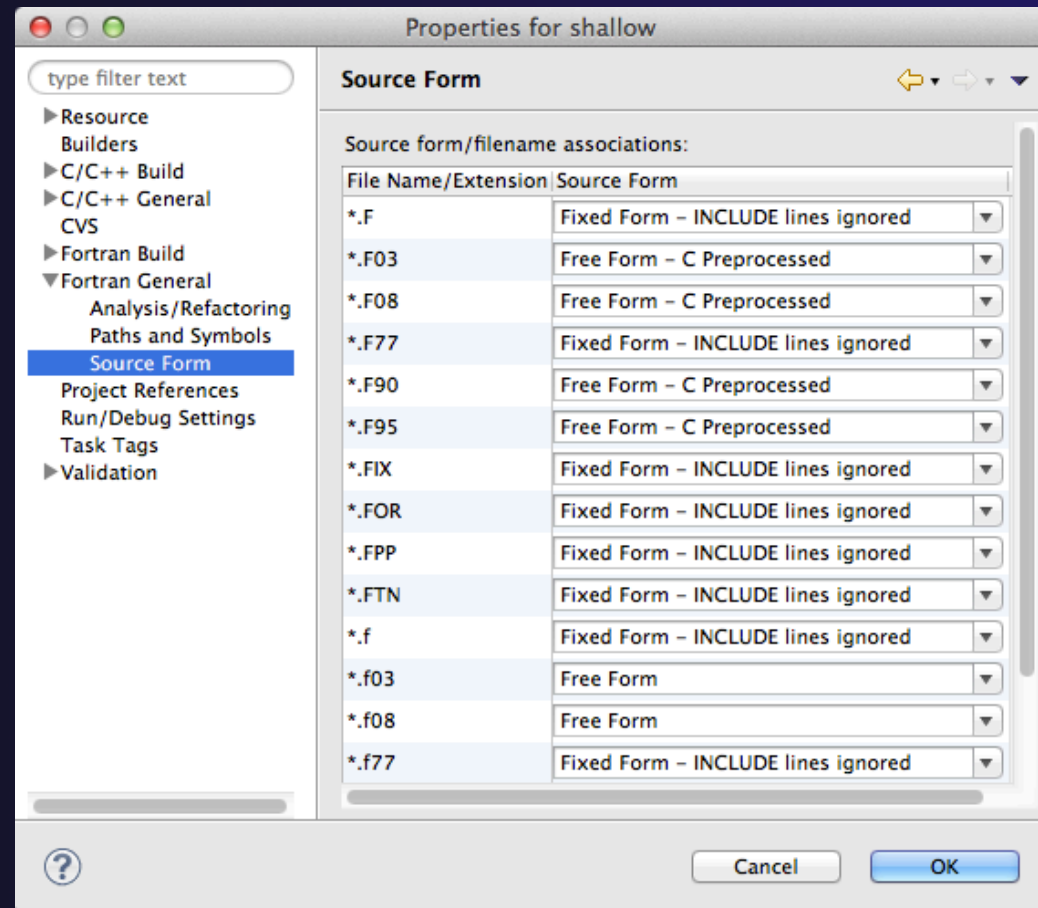 Properties for shallow
type filter text
Resource
Builders
C/C++ Build
C/C++ General
CVS
Fortran Build
Fortran General
Analysis/Refactoring
Paths and Symbols
Source Form
Project References
Run/Debug Settings
Task Tags
Validation
Source Form
Source form/filename associations:
File Name/Extension Source Form
*.F Fixed Form – INCLUDE lines ignored
*.F03 Free Form – C Preprocessed
*.F08 Free Form – C Preprocessed
*.F77 Fixed Form – INCLUDE lines ignored
*.F90 Free Form – C Preprocessed
*.F95 Free Form – C Preprocessed
*.FIX Fixed Form – INCLUDE lines ignored
*.FOR Fixed Form – INCLUDE lines ignored
*.FPP Fixed Form – INCLUDE lines ignored
*.FTN Fixed Form – INCLUDE lines ignored
*.f Fixed Form – INCLUDE lines ignored
*.f03 Free Form
*.f08 Free Form
*.f77 Fixed Form – INCLUDE lines ignored
? Cancel OK